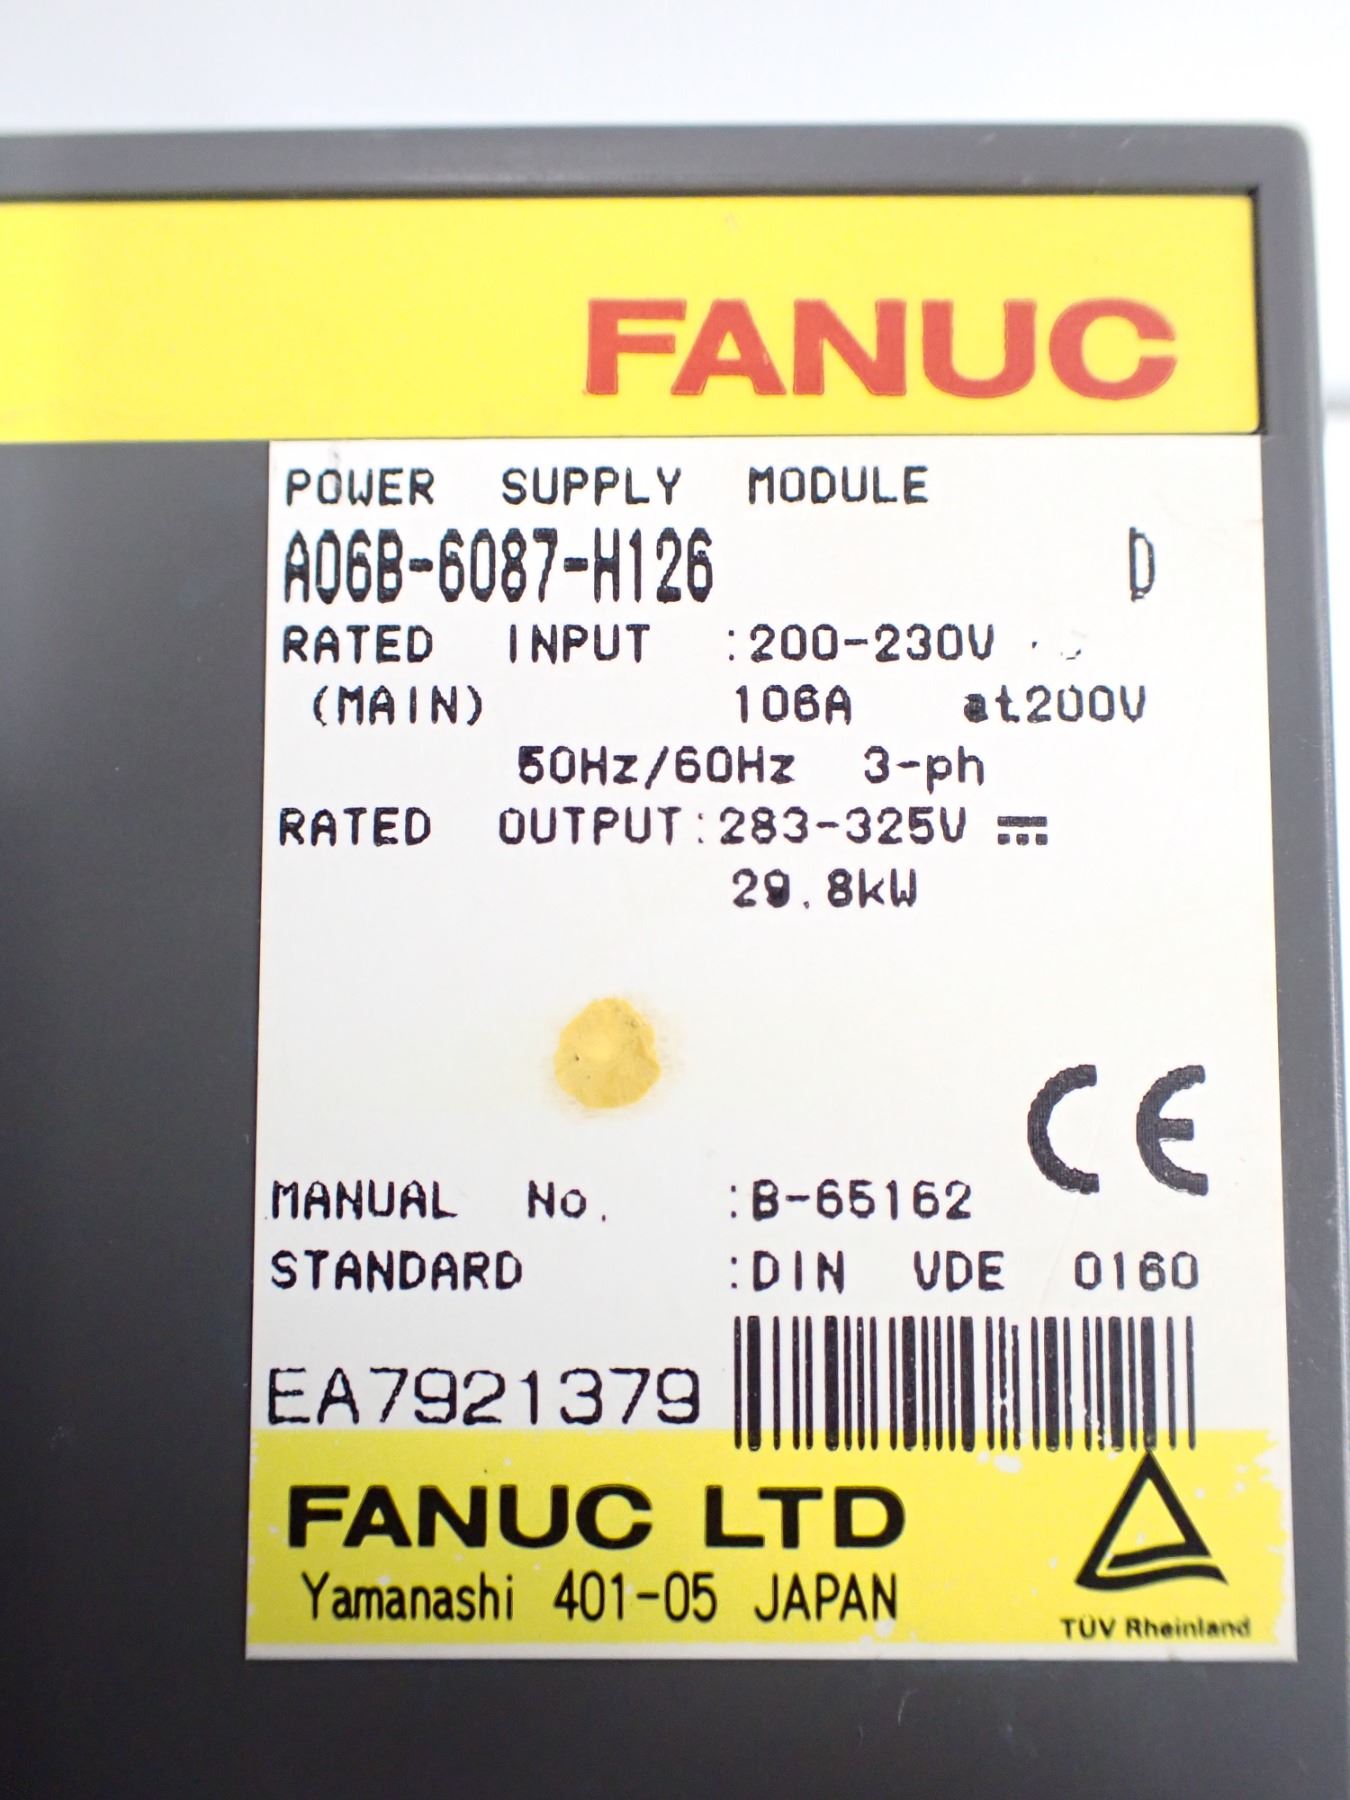 FANUC
POWER SUPPLY MODULE
A06B-6087-H126 D
RATED INPUT :200-230V
(MAIN) 106A at200V
50Hz/60Hz 3-ph
RATED OUTPUT:283-325V ⎓
29.8kW
CE
MANUAL No. :B-65162
STANDARD :DIN VDE 0160
EA7921379
FANUC LTD
Yamanashi 401-05 JAPAN
TÜV Rheinland